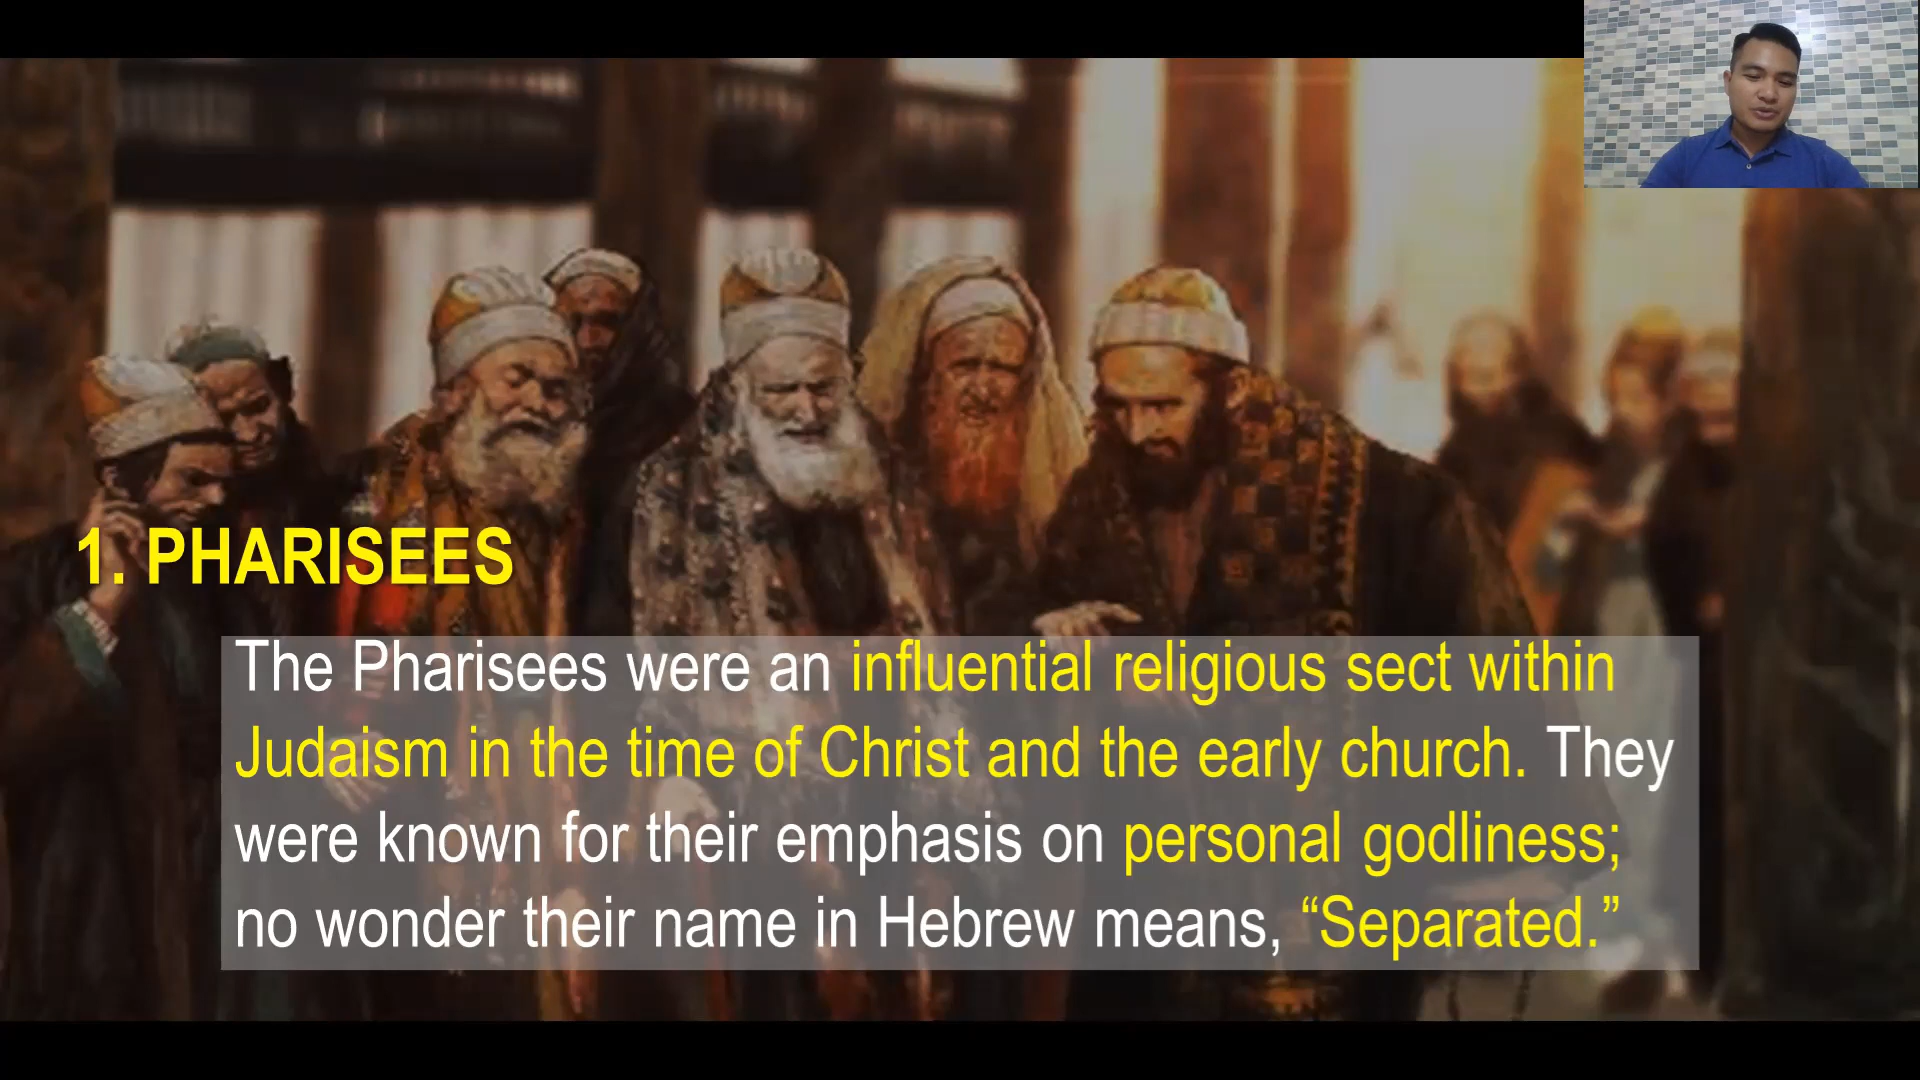 1. PHARISEES
The Pharisees were an influential religious sect within
Judaism in the time of Christ and the early church. They
were known for their emphasis on personal godliness;
no wonder their name in Hebrew means, “Separated.”